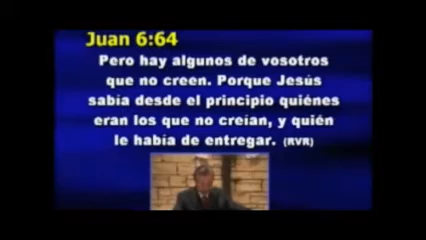 Juan 6:64
Pero hay algunos de vosotros
que no creen. Porque Jesús
sabía desde el principio quiénes
eran los que no creían, y quién
le había de entregar. (RVR)